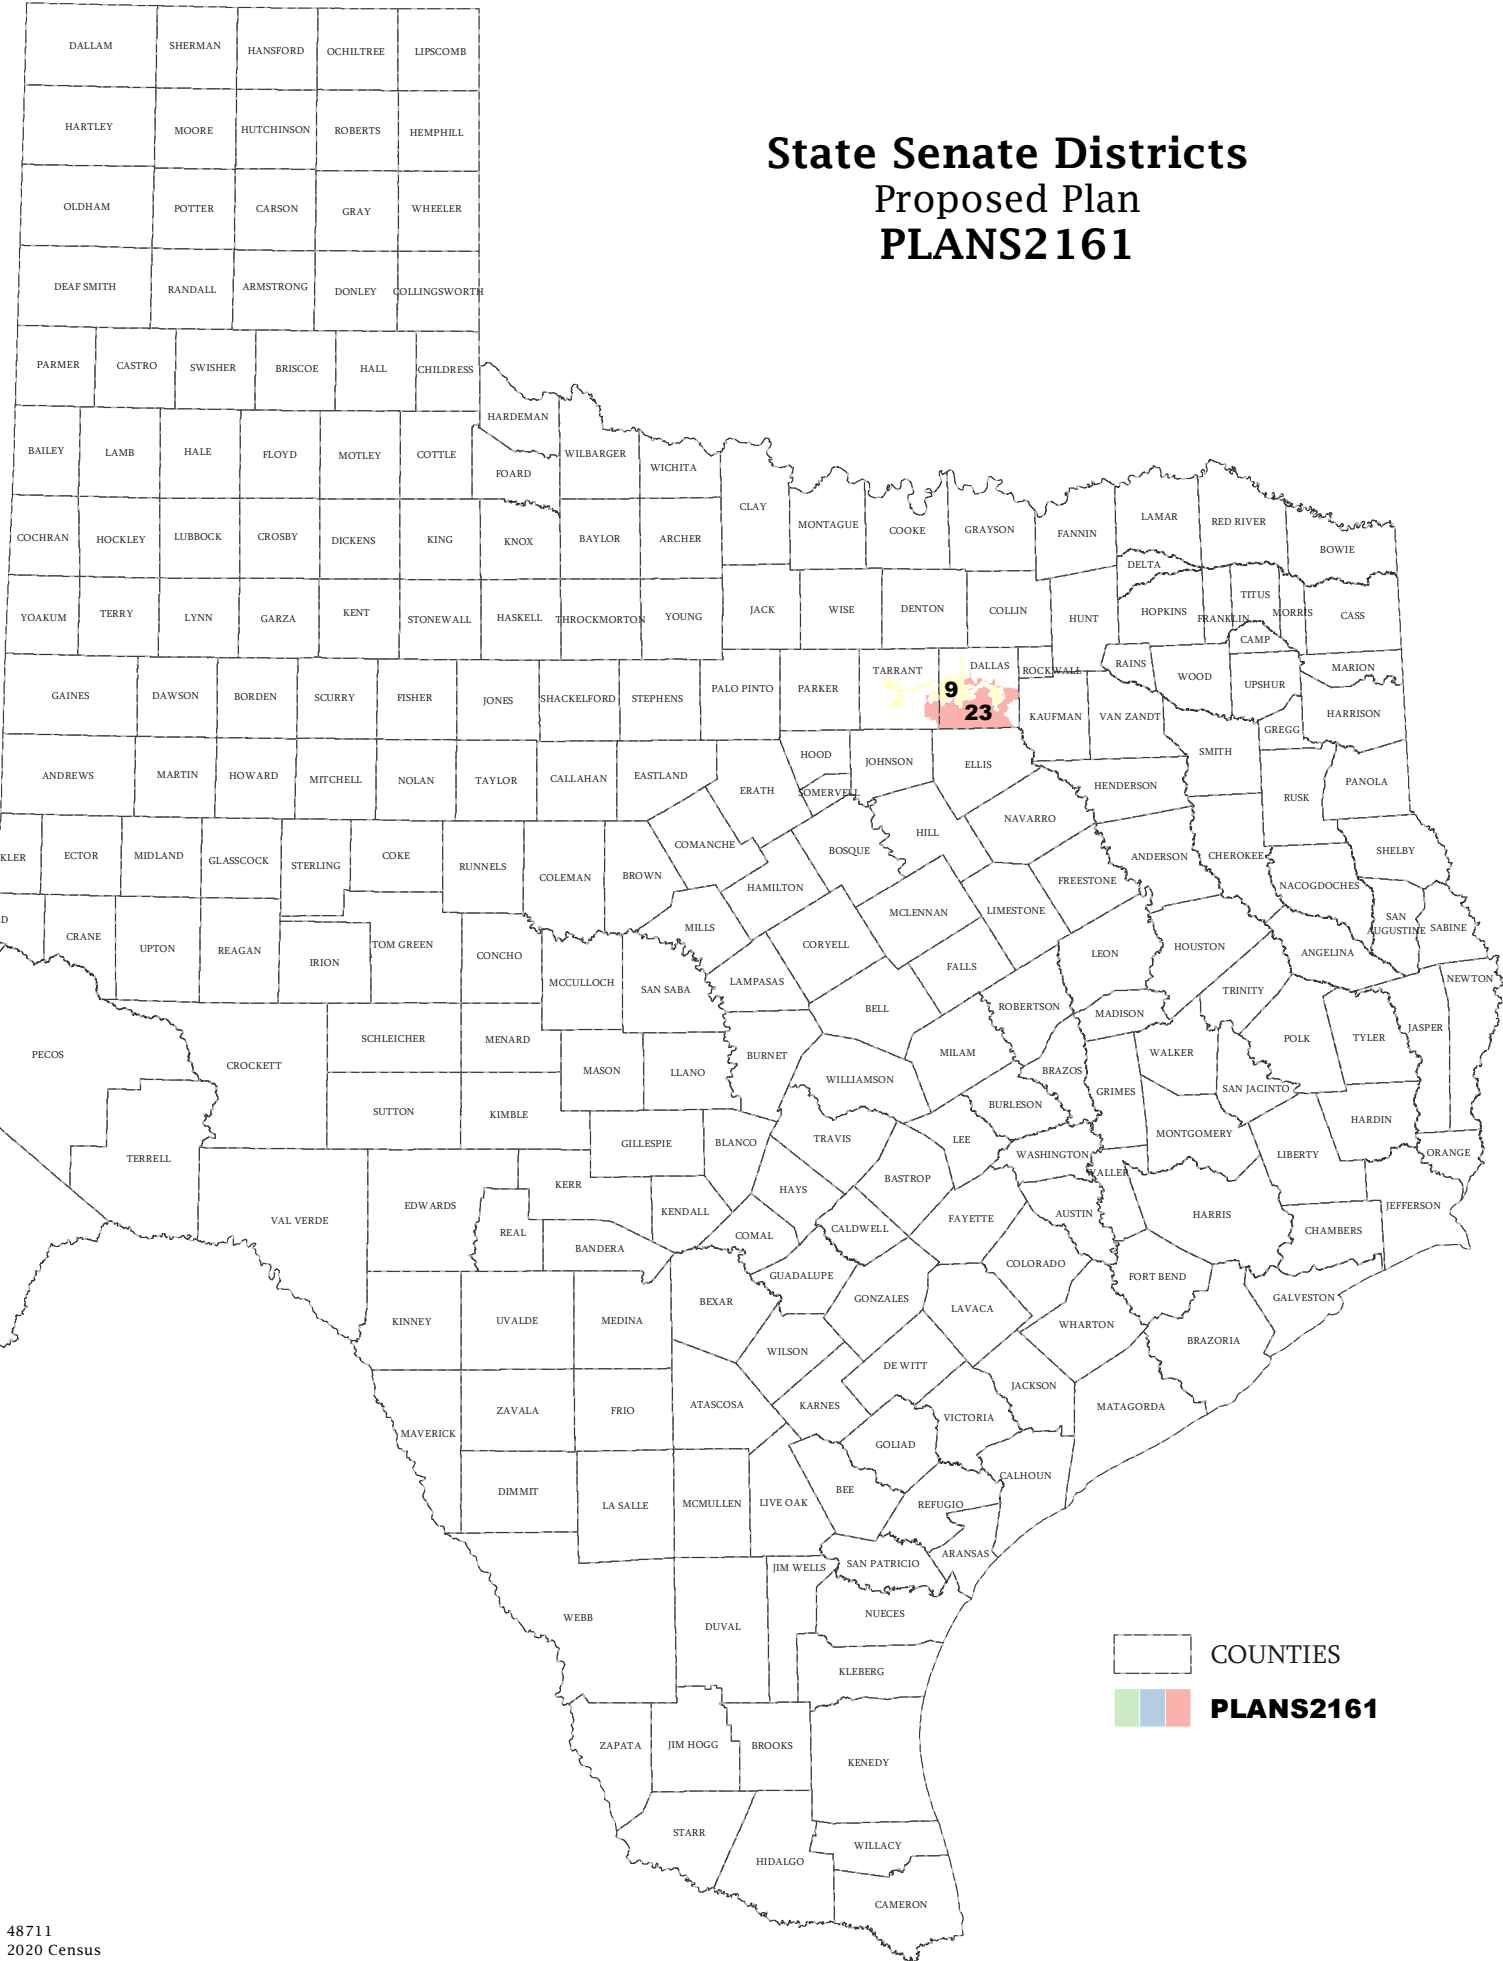 State Senate Districts
Proposed Plan
PLANS2161
DALLAM
SHERMAN
HANSFORD
OCHILTREE
LIPSCOMB
HARTLEY
MOORE
HUTCHINSON
ROBERTS
HEMPHILL
OLDHAM
POTTER
CARSON
GRAY
WHEELER
DEAF SMITH
RANDALL
ARMSTRONG
DONLEY
COLLINGSWORTH
PARMER
CASTRO
SWISHER
BRISCOE
HALL
CHILDRESS
HARDEMAN
BAILEY
LAMB
HALE
FLOYD
MOTLEY
COTTLE
FOARD
WILBARGER
WICHITA
CLAY
MONTAGUE
COOKE
GRAYSON
FANNIN
LAMAR
RED RIVER
BOWIE
COCHRAN
HOCKLEY
LUBBOCK
CROSBY
DICKENS
KING
KNOX
BAYLOR
ARCHER
DELTA
YOAKUM
TERRY
LYNN
GARZA
KENT
STONEWALL
HASKELL
THROCKMORTON
YOUNG
JACK
WISE
DENTON
COLLIN
HUNT
HOPKINS
FRANKLIN
TITUS
MORRIS
CASS
CAMP
GAINES
DAWSON
BORDEN
SCURRY
FISHER
JONES
SHACKELFORD
STEPHENS
PALO PINTO
PARKER
TARRANT
DALLAS
ROCKWALL
RAINS
WOOD
UPSHUR
MARION
9
23
KAUFMAN
VAN ZANDT
GREGG
HARRISON
SMITH
ANDREWS
MARTIN
HOWARD
MITCHELL
NOLAN
TAYLOR
CALLAHAN
EASTLAND
ERATH
HOOD
SOMERVELL
JOHNSON
ELLIS
HENDERSON
RUSK
PANOLA
NAVARRO
HILL
BOSQUE
COMANCHE
KLER
ECTOR
MIDLAND
GLASSCOCK
STERLING
COKE
RUNNELS
COLEMAN
BROWN
HAMILTON
FREESTONE
ANDERSON
CHEROKEE
SHELBY
NACOGDOCHES
D
CRANE
UPTON
REAGAN
IRION
TOM GREEN
CONCHO
MILLS
CORYELL
MCLENNAN
LIMESTONE
SAN
AUGUSTINE
SABINE
LEON
HOUSTON
ANGELINA
MCCULLOCH
SAN SABA
LAMPASAS
BELL
FALLS
ROBERTSON
MADISON
TRINITY
NEWTON
PECOS
CROCKETT
SCHLEICHER
MENARD
MASON
LLANO
BURNET
WILLIAMSON
MILAM
BRAZOS
WALKER
POLK
TYLER
JASPER
SUTTON
KIMBLE
GRIMES
SAN JACINTO
BURLESON
HARDIN
TERRELL
GILLESPIE
BLANCO
TRAVIS
LEE
WASHINGTON
MONTGOMERY
WALLER
LIBERTY
ORANGE
VAL VERDE
EDWARDS
KERR
REAL
BANDERA
KENDALL
HAYS
BASTROP
FAYETTE
AUSTIN
HARRIS
JEFFERSON
CHAMBERS
COMAL
CALDWELL
COLORADO
FORT BEND
GALVESTON
GUADALUPE
GONZALES
LAVACA
WHARTON
BRAZORIA
KINNEY
UVALDE
MEDINA
BEXAR
WILSON
DE WITT
JACKSON
MATAGORDA
MAVERICK
ZAVALA
FRIO
ATASCOSA
KARNES
VICTORIA
GOLIAD
CALHOUN
DIMMIT
LA SALLE
MCMULLEN
LIVE OAK
BEE
REFUGIO
ARANSAS
SAN PATRICIO
JIM WELLS
NUECES
WEBB
DUVAL
KLEBERG
ZAPATA
JIM HOGG
BROOKS
KENEDY
STARR
HIDALGO
WILLACY
CAMERON
COUNTIES
PLANS2161
48711
2020 Census